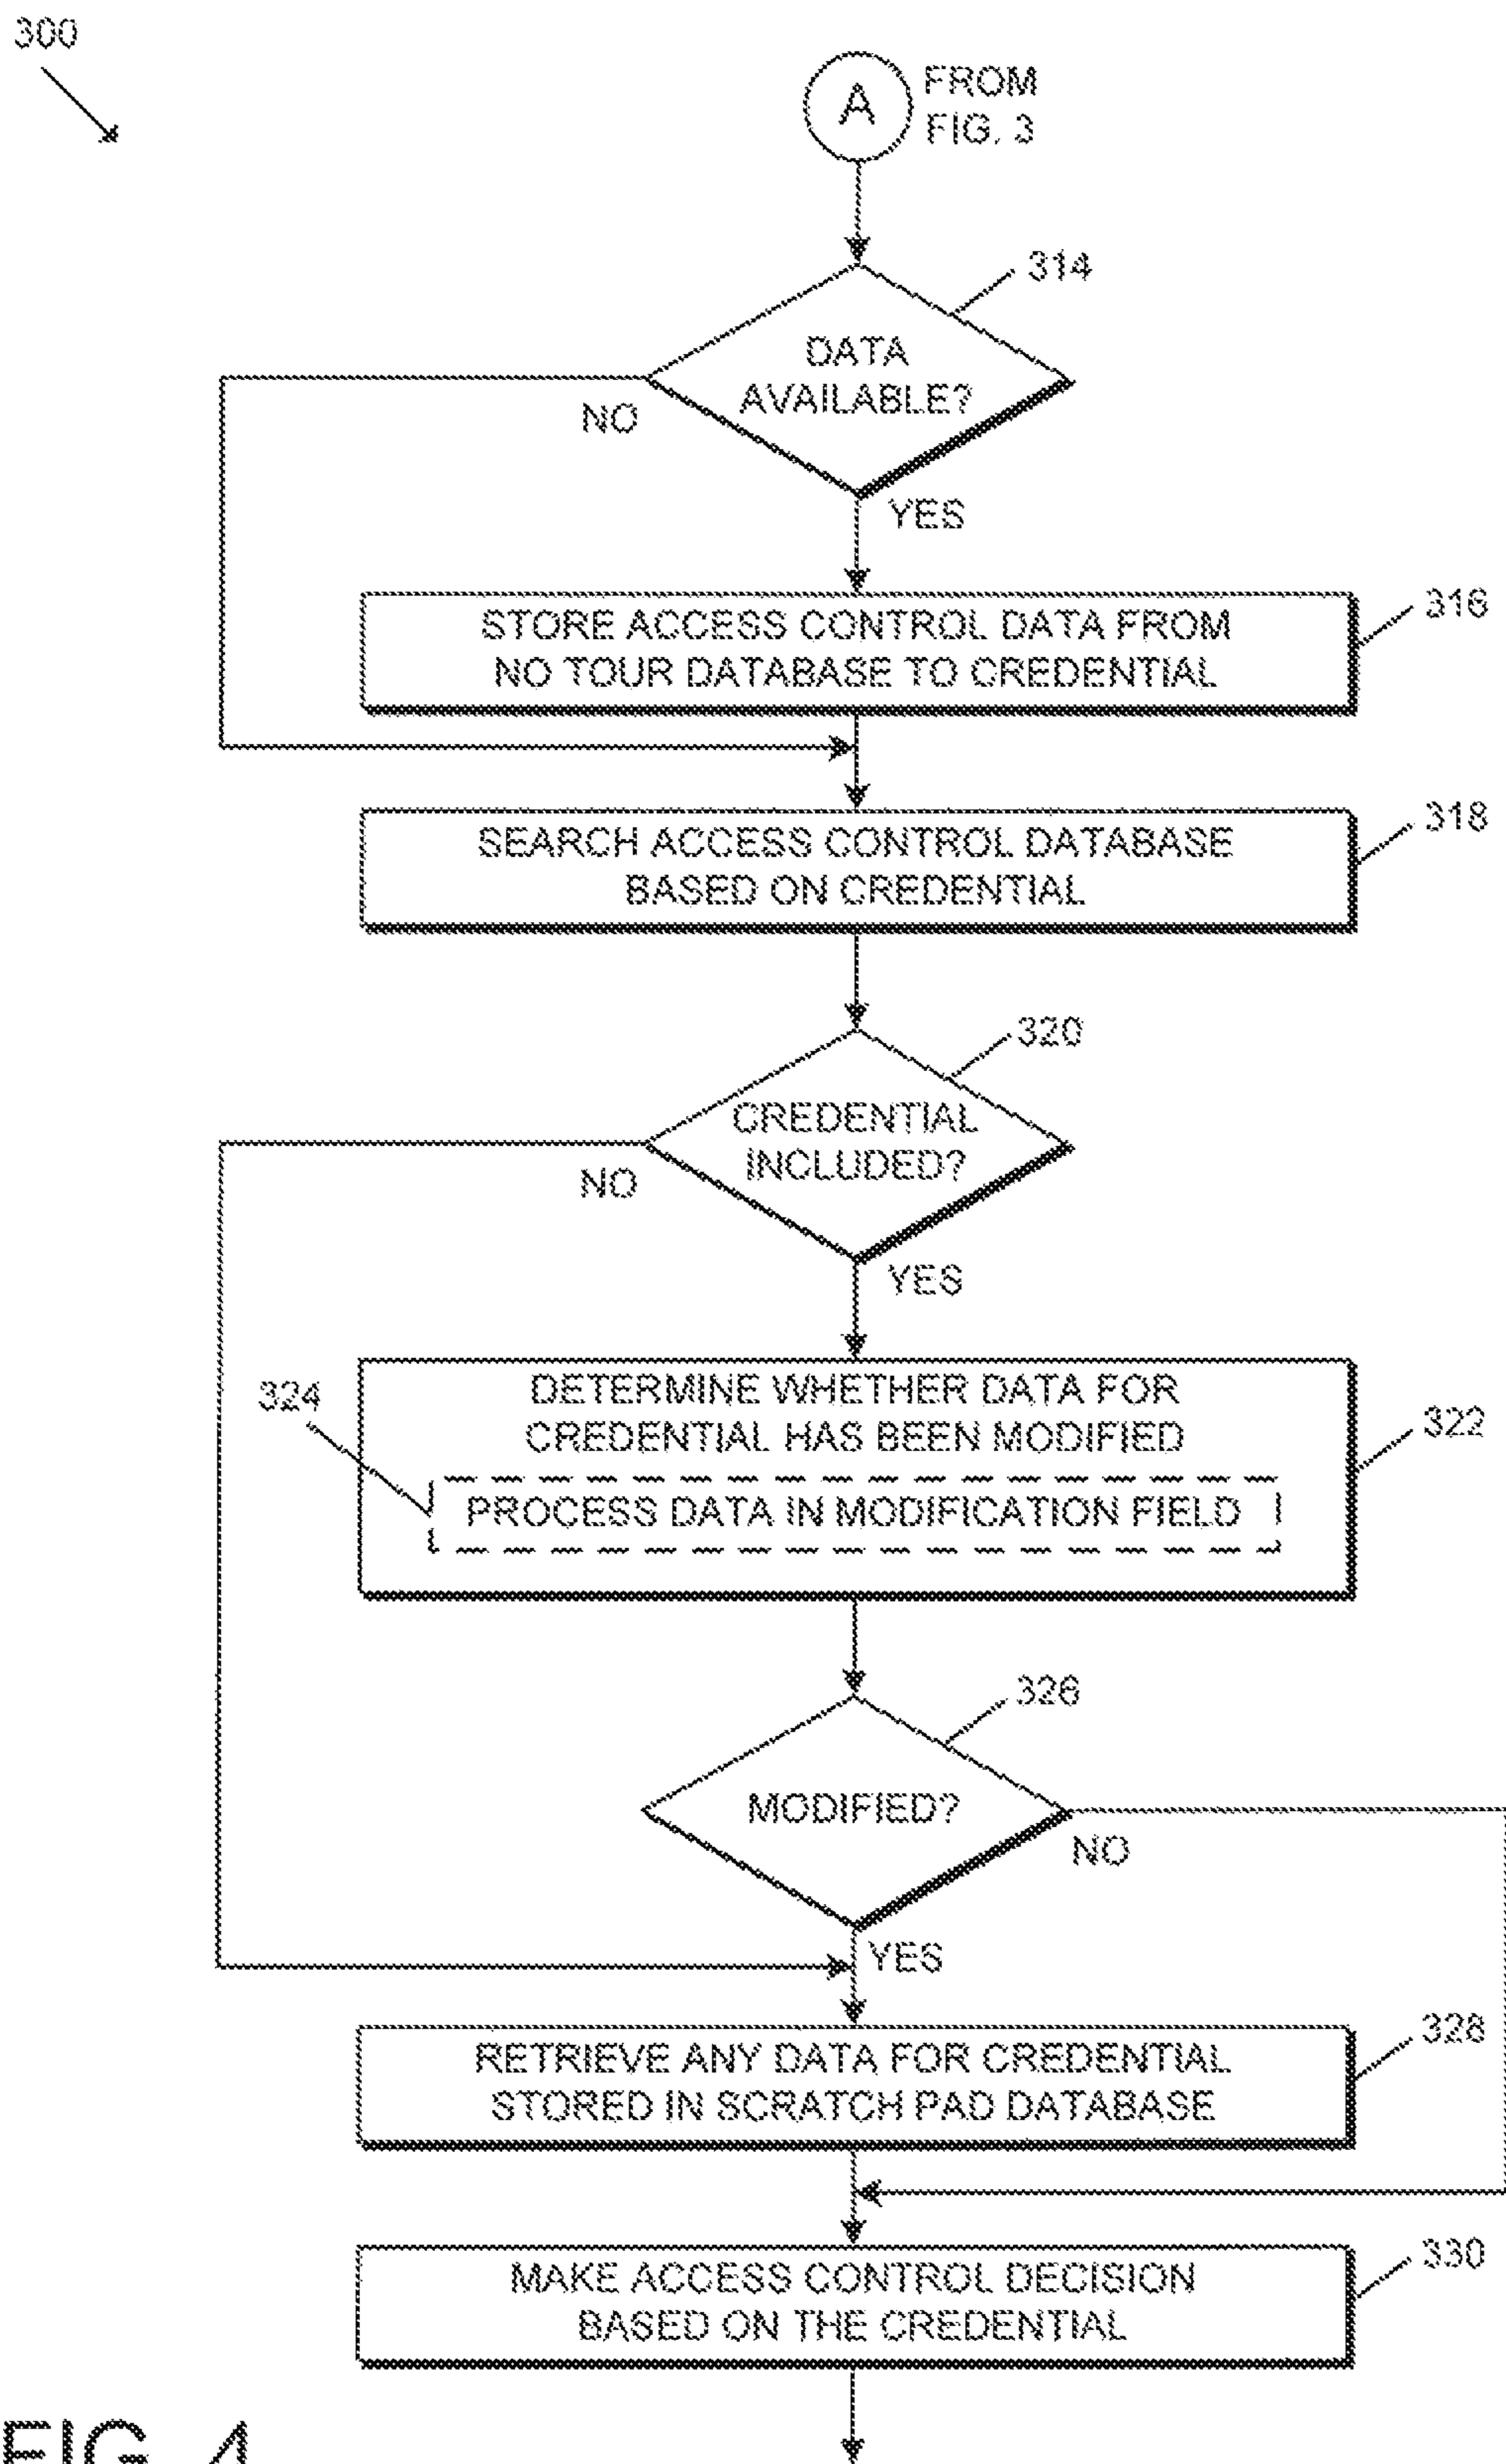 300
A
FROM
FIG. 3
314
DATA
AVAILABLE?
NO
YES
316
STORE ACCESS CONTROL DATA FROM
NO TOUR DATABASE TO CREDENTIAL
318
SEARCH ACCESS CONTROL DATABASE
BASED ON CREDENTIAL
320
CREDENTIAL
INCLUDED?
NO
YES
324
DETERMINE WHETHER DATA FOR
CREDENTIAL HAS BEEN MODIFIED
322
PROCESS DATA IN MODIFICATION FIELD
326
MODIFIED?
NO
YES
328
RETRIEVE ANY DATA FOR CREDENTIAL
STORED IN SCRATCH PAD DATABASE
330
MAKE ACCESS CONTROL DECISION
BASED ON THE CREDENTIAL
FIG. 4